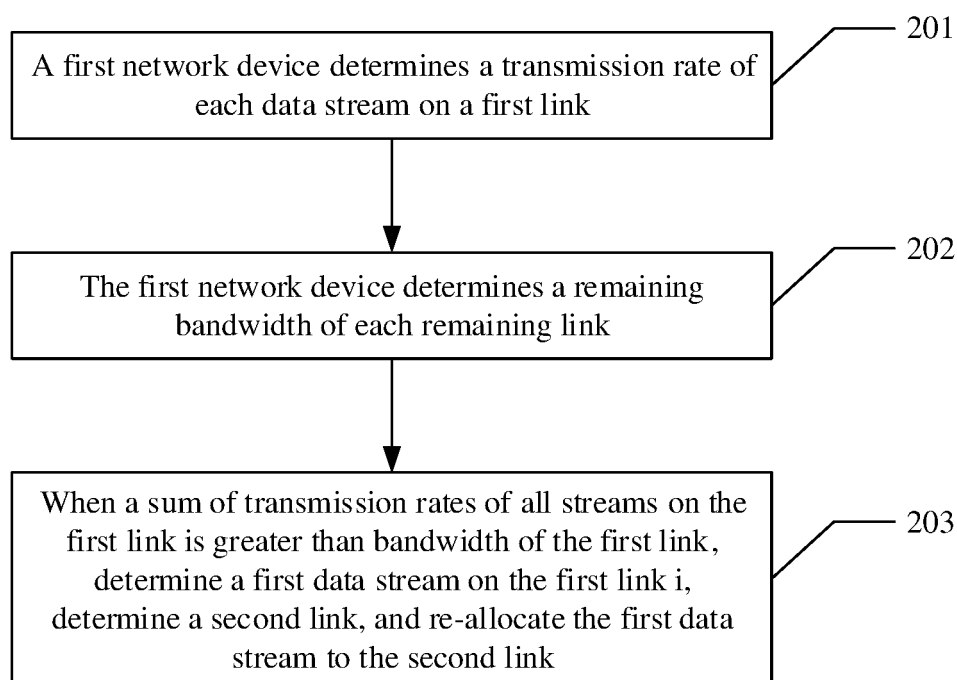 201
A first network device determines a transmission rate of
each data stream on a first link
202
The first network device determines a remaining
bandwidth of each remaining link
203
When a sum of transmission rates of all streams on the
first link is greater than bandwidth of the first link,
determine a first data stream on the first link i,
determine a second link, and re-allocate the first data
stream to the second link